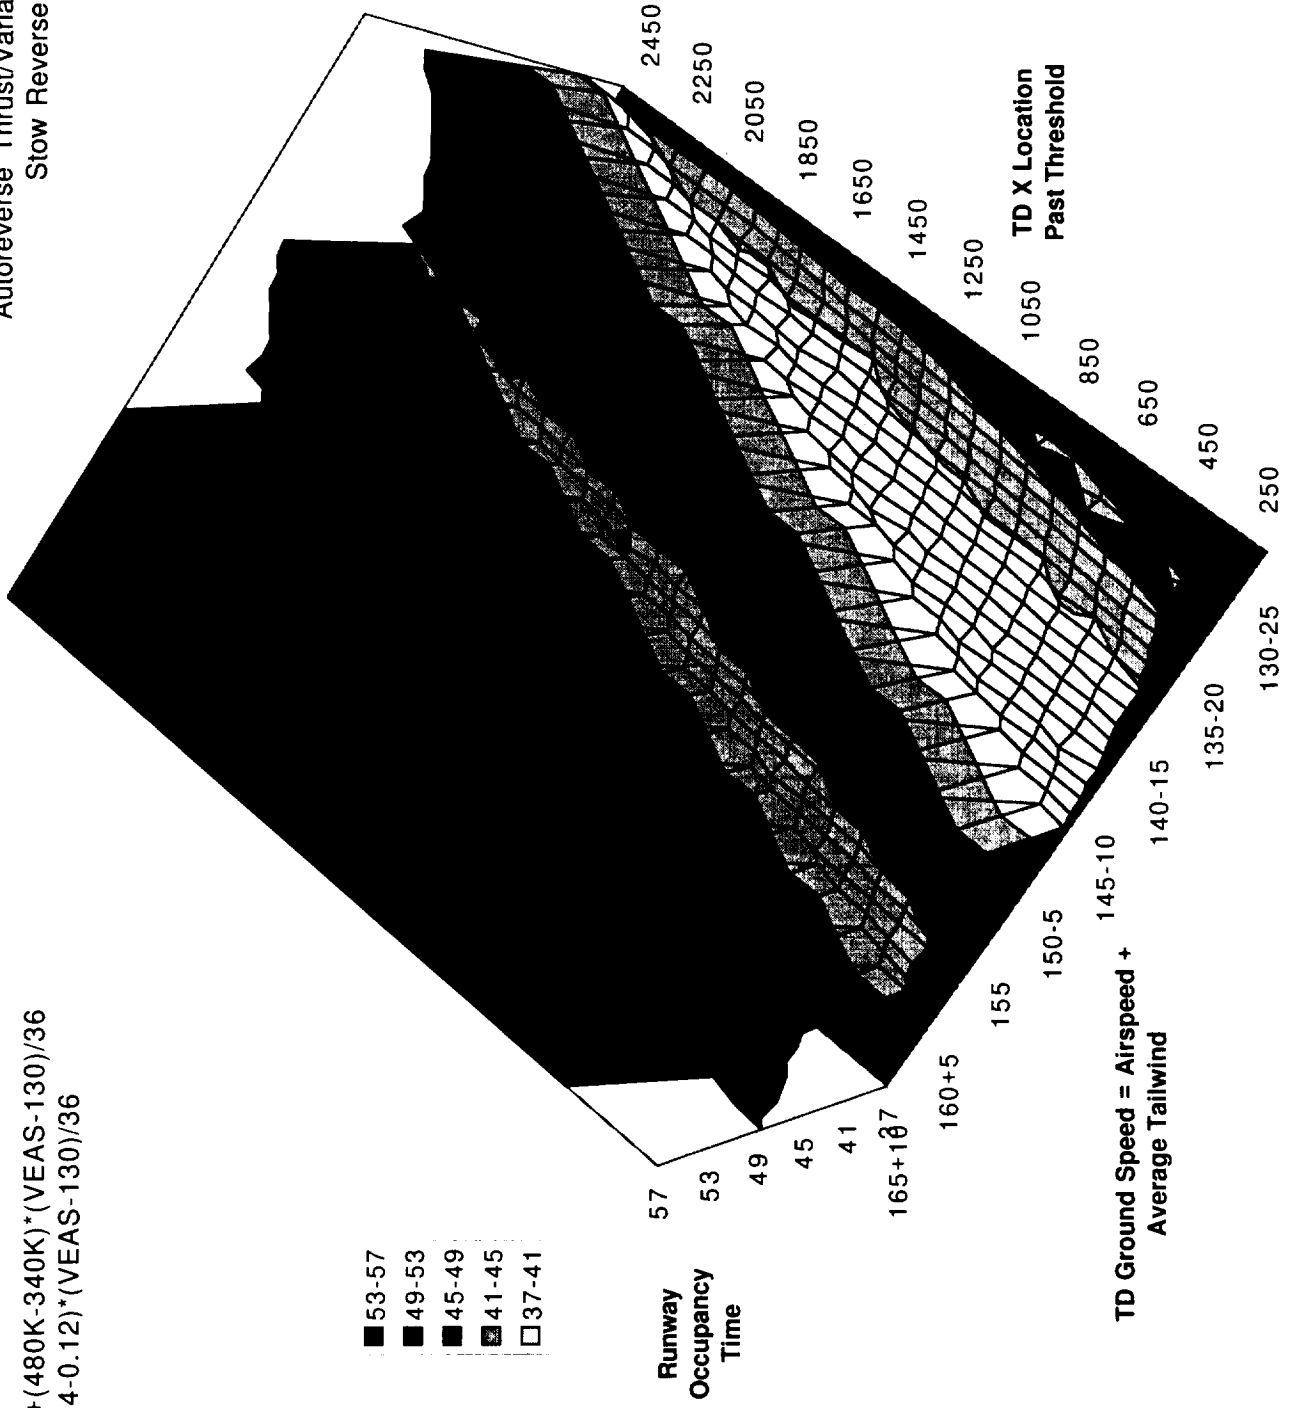 Autoreverse Thrust/Varia
Stow Reverse
+(480K-340K)*(VEAS-130)/36
4-0.12)*(VEAS-130)/36
53-57
49-53
45-49
41-45
37-41
Runway
Occupancy
Time
57
53
49
45
41
37
165+10
160+5
155
150-5
145-10
140-15
135-20
130-25
TD Ground Speed = Airspeed +
Average Tailwind
250
450
650
850
1050
1250
1450
1650
1850
2050
2250
2450
TD X Location
Past Threshold